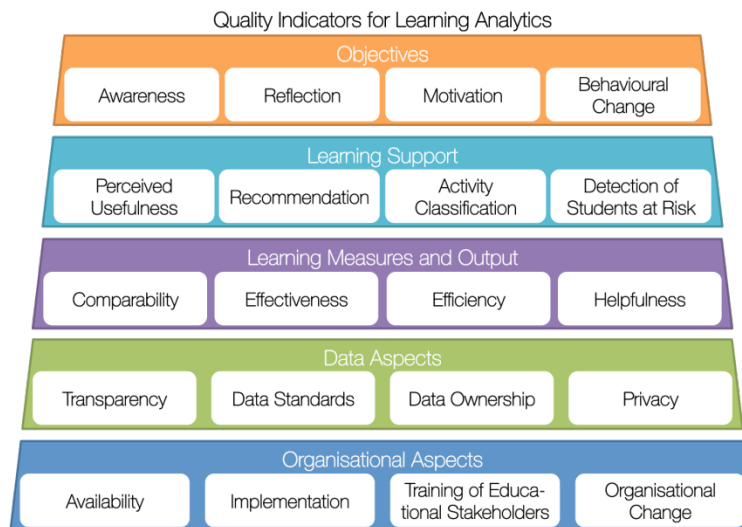 Quality Indicators for Learning Analytics
Objectives
Awareness
Reflection
Motivation
Behavioural
Change
Learning Support
Perceived
Usefulness
Recommendation
Activity
Classification
Detection of
Students at Risk
Learning Measures and Output
Comparability
Effectiveness
Efficiency
Helpfulness
Data Aspects
Transparency
Data Standards
Data Ownership
Privacy
Organisational Aspects
Availability
Implementation
Training of Educa-
tional Stakeholders
Organisational
Change